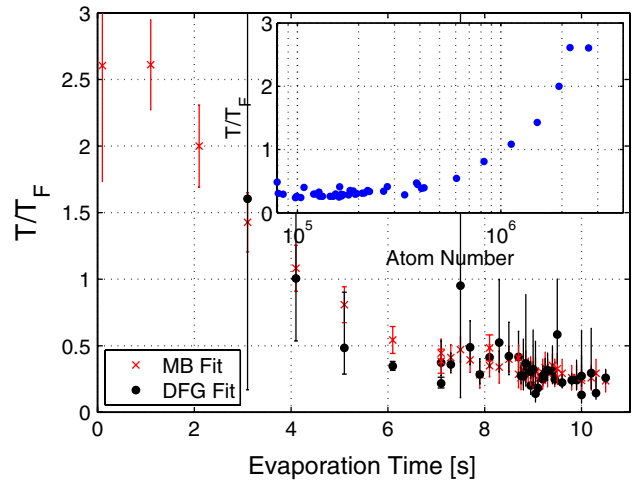 3
2.5
2
1.5
1
0.5
0
T/T_F
0 2 4 6 8 10
Evaporation Time [s]
MB Fit
DFG Fit
3
2
1
0
T/T_F
10^5 10^6
Atom Number